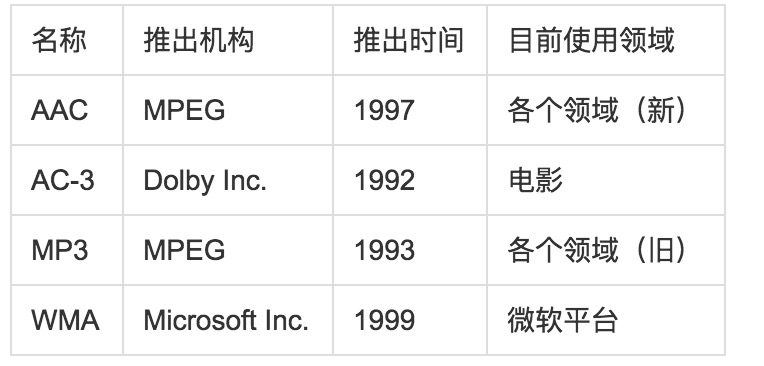 名称 推出机构 推出时间 目前使用领域
AAC MPEG 1997 各个领域（新）
AC-3 Dolby Inc. 1992 电影
MP3 MPEG 1993 各个领域（旧）
WMA Microsoft Inc. 1999 微软平台